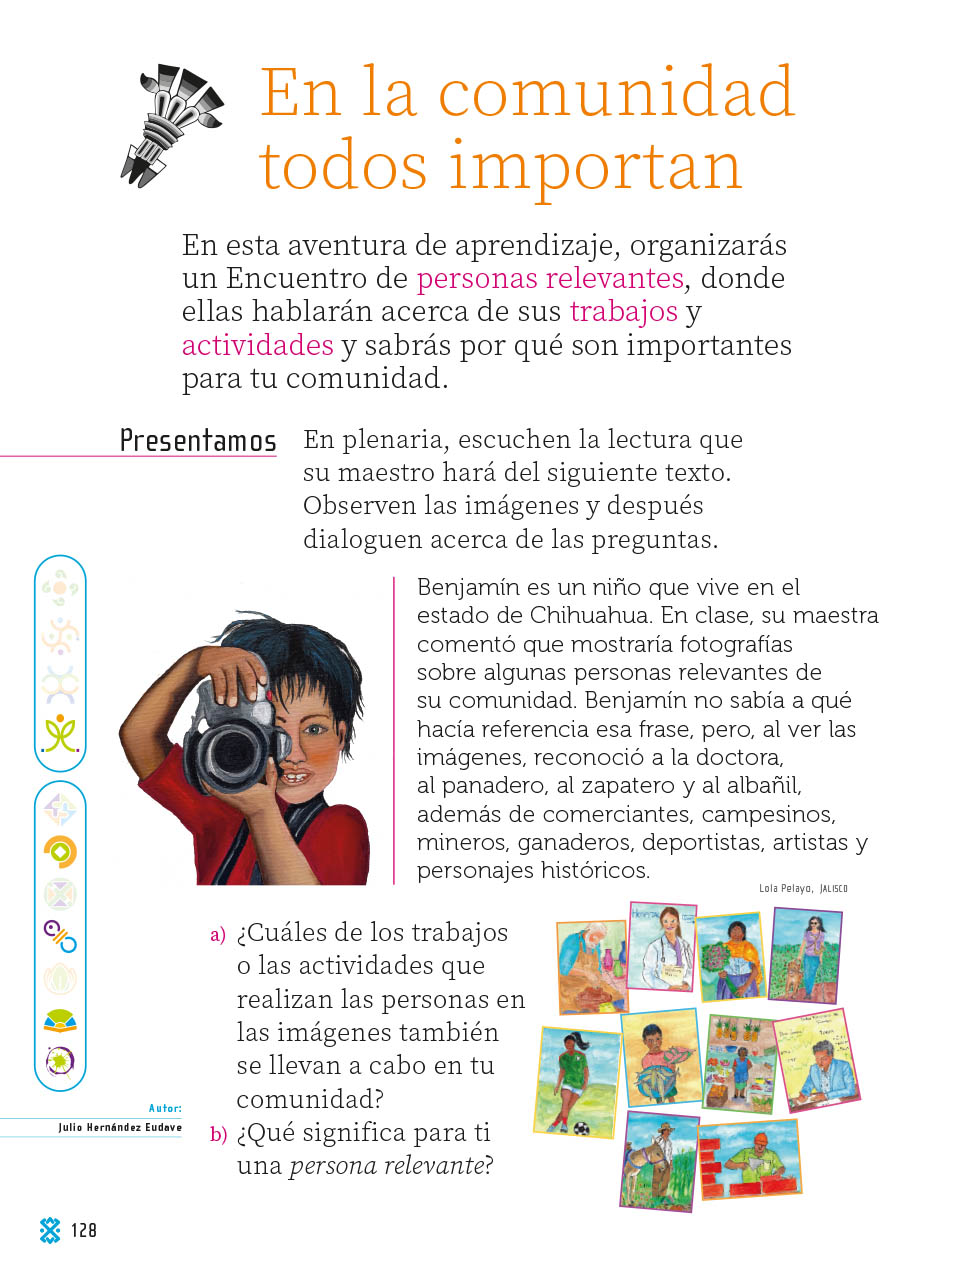 En la comunidad
todos importan
En esta aventura de aprendizaje, organizarás
un Encuentro de personas relevantes, donde
ellas hablarán acerca de sus trabajos y
actividades y sabrás por qué son importantes
para tu comunidad.
Presentamos
En plenaria, escuchen la lectura que
su maestro hará del siguiente texto.
Observen las imágenes y después
dialoguen acerca de las preguntas.
Benjamín es un niño que vive en el
estado de Chihuahua. En clase, su maestra
comentó que mostraría fotografías
sobre algunas personas relevantes de
su comunidad. Benjamín no sabía a qué
hacía referencia esa frase, pero, al ver las
imágenes, reconoció a la doctora,
al panadero, al zapatero y al albañil,
además de comerciantes, campesinos,
mineros, ganaderos, deportistas, artistas y
personajes históricos.
Lola Pelayo, JALISCO
a) ¿Cuáles de los trabajos
o las actividades que
realizan las personas en
las imágenes también
se llevan a cabo en tu
comunidad?
b) ¿Qué significa para ti
una persona relevante?
Autor:
Julio Hernández Eudave
128